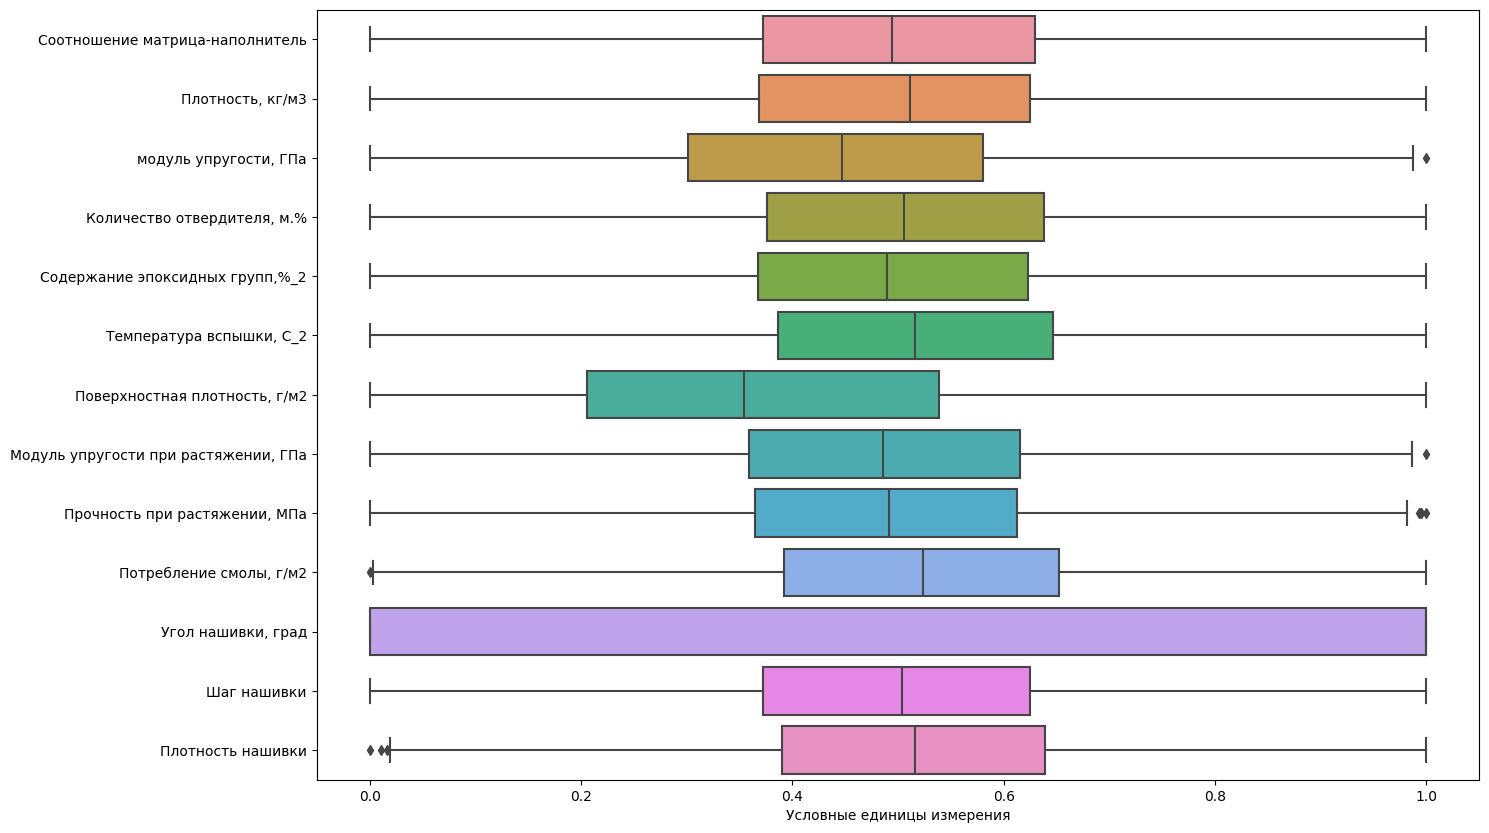 Соотношение матрица-наполнитель
Плотность, кг/м3
модуль упругости, ГПа
Количество отвердителя, м.%
Содержание эпоксидных групп,%_2
Температура вспышки, С_2
Поверхностная плотность, г/м2
Модуль упругости при растяжении, ГПа
Прочность при растяжении, МПа
Потребление смолы, г/м2
Угол нашивки, град
Шаг нашивки
Плотность нашивки
0.0 0.2 0.4 0.6 0.8 1.0
Условные единицы измерения